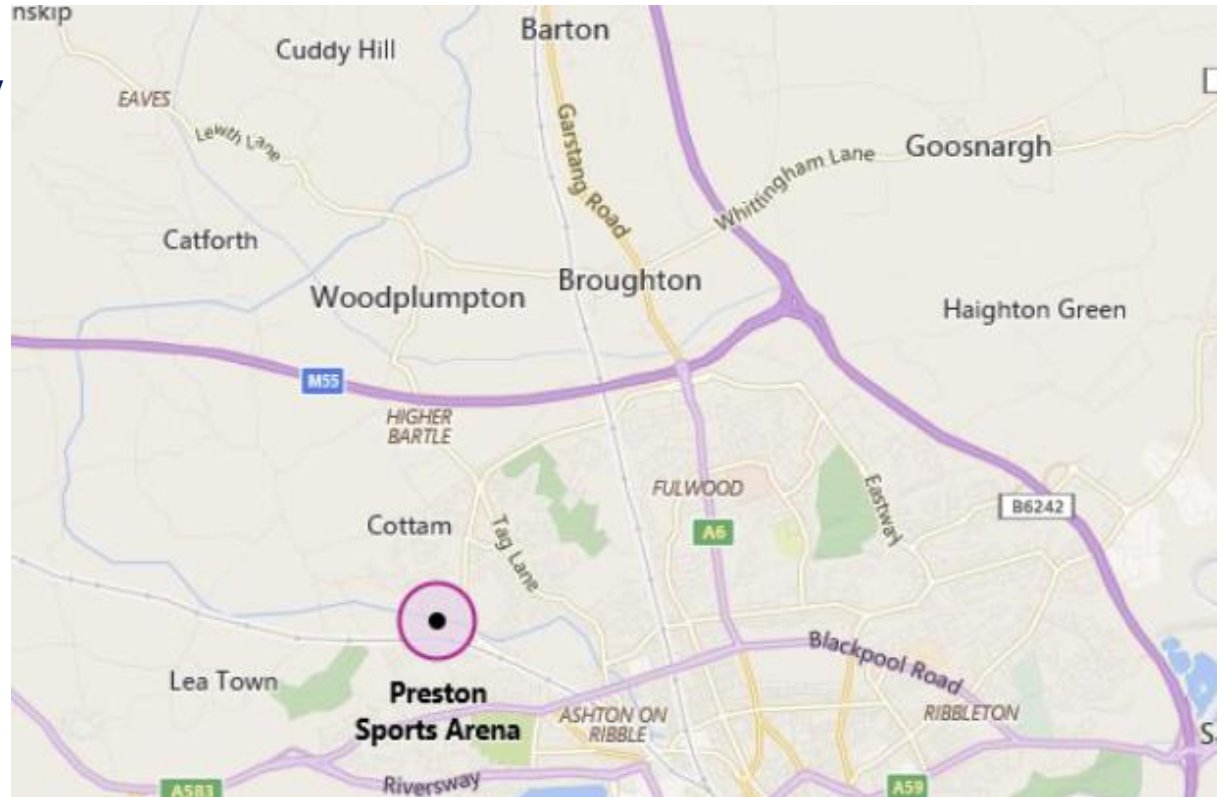 Barton
Cuddy Hill
EAVES
Lewth Lane
Garstang Road
Goosnargh
Whittingham Lane
Catforth
Broughton
Woodplumpton
Haighton Green
M55
HIGHER
BARTLE
FULWOOD
Eastway
B6242
Cottam
Tag Lane
A6
Blackpool Road
Lea Town
Preston
Sports Arena
ASHTON ON
RIBBLE
RIBBLETON
Riversway
A583
A59